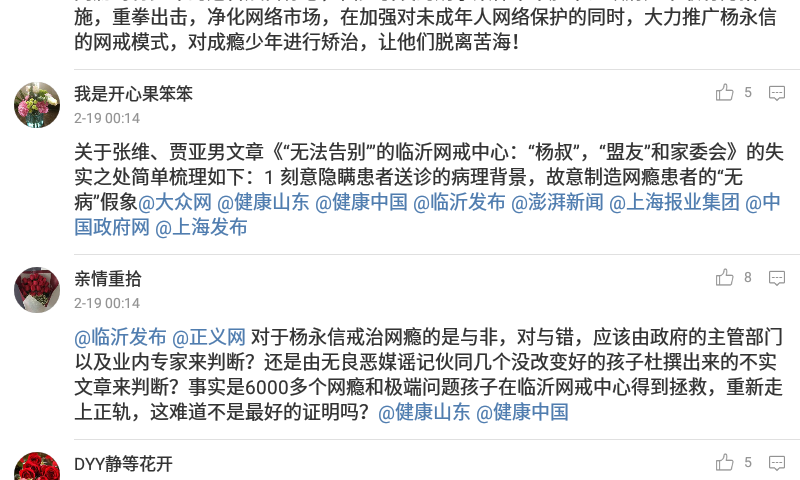 施，重拳出击，净化网络市场，在加强对未成年人网络保护的同时，大力推广杨永信
的网戒模式，对成瘾少年进行矫治，让他们脱离苦海！
我是开心果笨笨
5
2-19 00:14
关于张维、贾亚男文章《“无法告别”’的临沂网戒中心：“杨叔”，“盟友”和家委会》的失
实之处简单梳理如下：1 刻意隐瞒患者送诊的病理背景，故意制造网瘾患者的“无
病”假象@大众网 @健康山东 @健康中国 @临沂发布 @澎湃新闻 @上海报业集团 @中
国政府网 @上海发布
亲情重拾
8
2-19 00:14
@临沂发布 @正义网 对于杨永信戒治网瘾的是与非，对与错，应该由政府的主管部门
以及业内专家来判断？还是由无良恶媒谣记伙同几个没改变好的孩子杜撰出来的不实
文章来判断？事实是6000多个网瘾和极端问题孩子在临沂网戒中心得到拯救，重新走
上正轨，这难道不是最好的证明吗？@健康山东 @健康中国
DYY静等花开
5